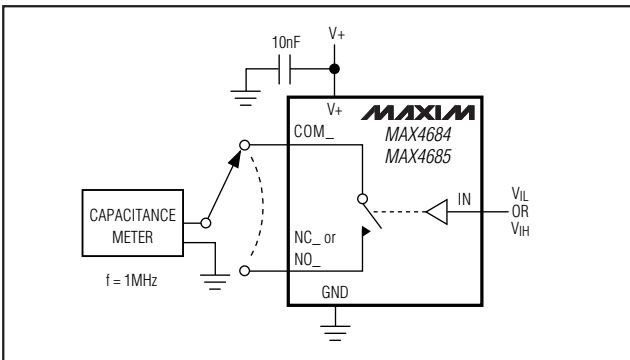 V+
10nF
V+
MAXIM
COM_
MAX4684
MAX4685
IN
VIL
OR
VIH
CAPACITANCE
METER
NC_ or
NO_
f = 1MHz
GND